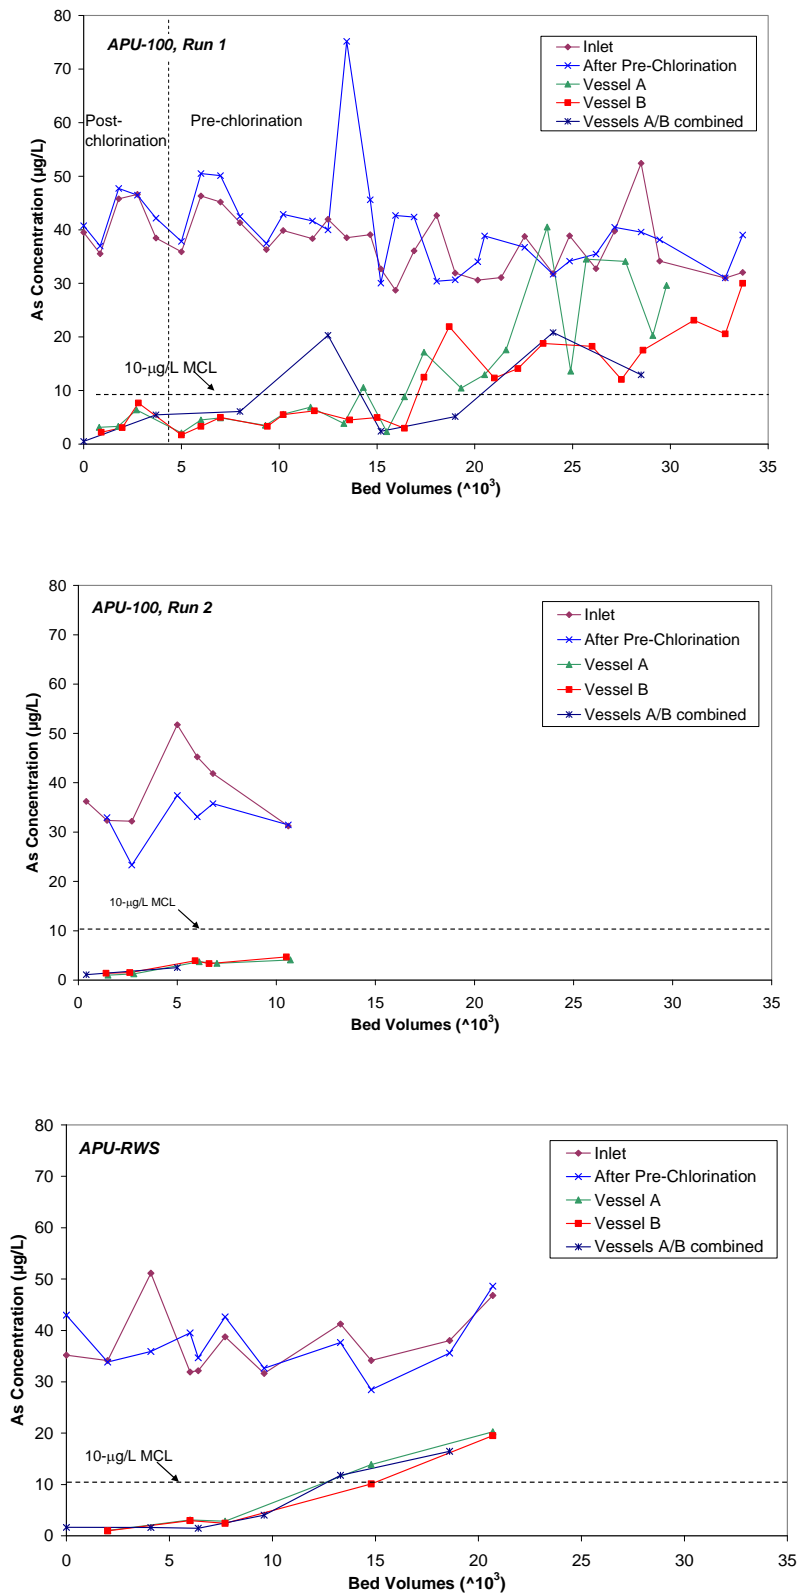 APU-100, Run 1
Inlet
After Pre-Chlorination
Vessel A
Vessel B
Vessels A/B combined
Post-
chlorination
Pre-chlorination
10-µg/L MCL
As Concentration (µg/L)
80
70
60
50
40
30
20
10
0
0 5 10 15 20 25 30 35
Bed Volumes (^10³)
APU-100, Run 2
Inlet
After Pre-Chlorination
Vessel A
Vessel B
Vessels A/B combined
10-µg/L MCL
As Concentration (µg/L)
80
70
60
50
40
30
20
10
0
0 5 10 15 20 25 30 35
Bed Volumes (^10³)
APU-RWS
Inlet
After Pre-Chlorination
Vessel A
Vessel B
Vessels A/B combined
10-µg/L MCL
As Concentration (µg/L)
80
70
60
50
40
30
20
10
0
0 5 10 15 20 25 30 35
Bed Volumes (^10³)